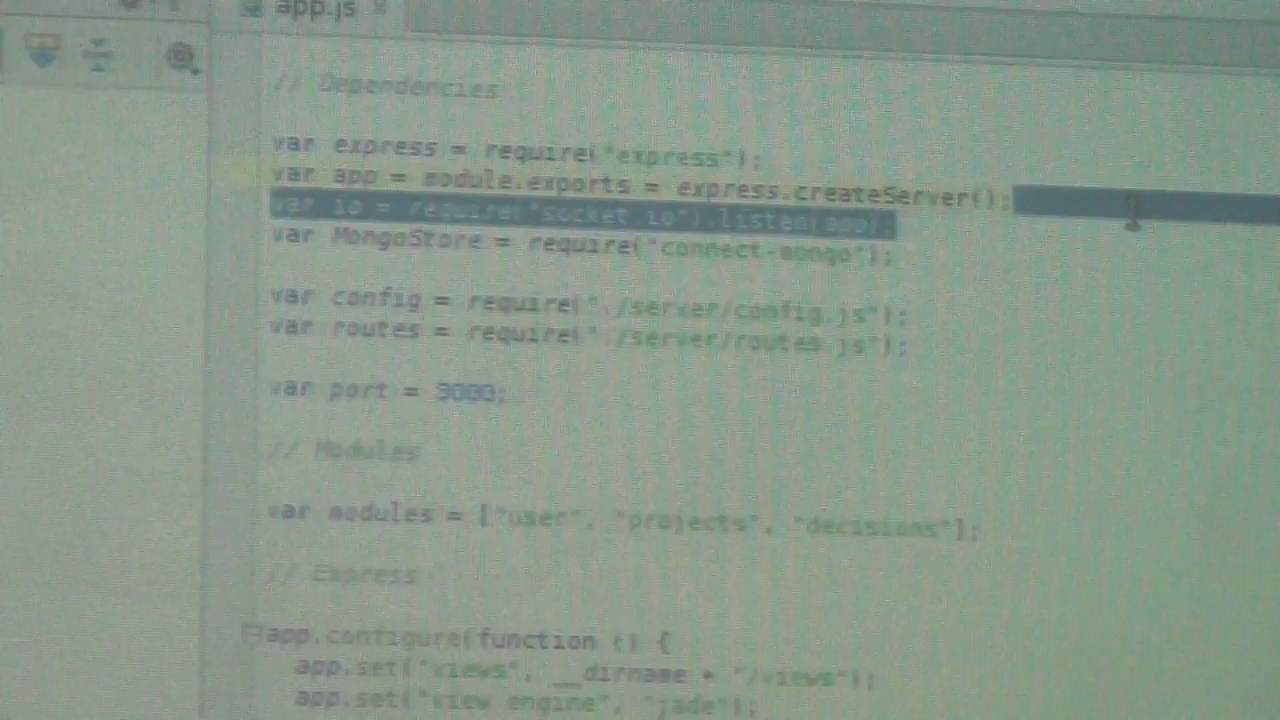 app.js
// Dependencies
var express = require("express");
var app = module.exports = express.createServer();
var io = require("socket.io").listen(app);
var MongoStore = require("connect-mongo");
var config = require("./server/config.js");
var routes = require("./server/routes.js");
var port = 3000;
// Modules
var modules = ["user", "projects", "decisions"];
// Express
app.configure(function () {
app.set("views", __dirname + "/views");
app.set("view engine", "jade");